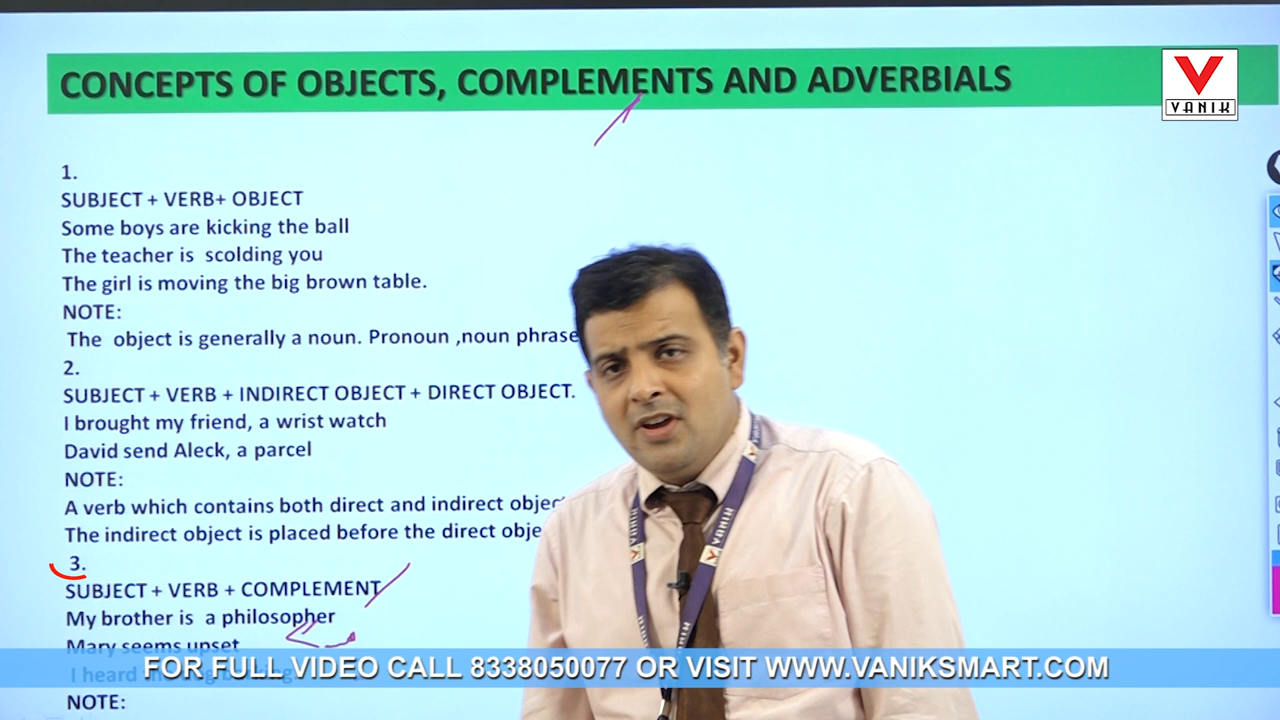 CONCEPTS OF OBJECTS, COMPLEMENTS AND ADVERBIALS
VANIK
1.
SUBJECT + VERB+ OBJECT
Some boys are kicking the ball
The teacher is scolding you
The girl is moving the big brown table.
NOTE:
The object is generally a noun. Pronoun ,noun phrase
2.
SUBJECT + VERB + INDIRECT OBJECT + DIRECT OBJECT.
I brought my friend, a wrist watch
David send Aleck, a parcel
NOTE:
A verb which contains both direct and indirect
The indirect object is placed before the direct
3.
SUBJECT + VERB + COMPLEMENT
My brother is a philosopher
Mary seems upset
I heard
FOR FULL VIDEO CALL 8338050077 OR VISIT WWW.VANIKSMART.COM
NOTE:
VANIK
VANIK